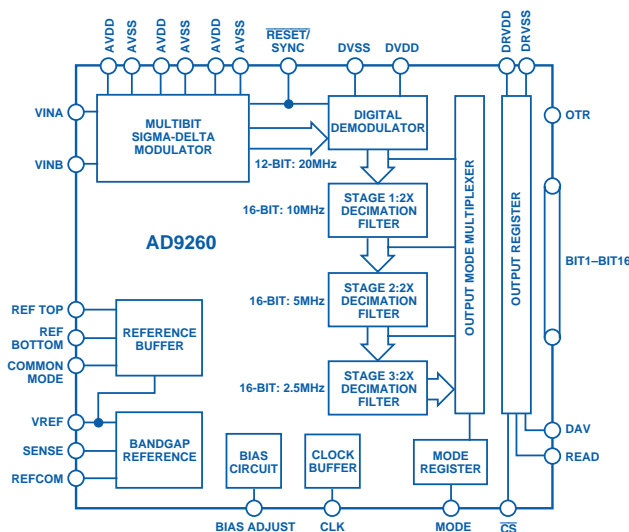 AVDD
AVSS
AVDD
AVSS
AVDD
AVSS
RESET/
SYNC
DVSS
DVDD
DRVDD
DRVSS
VINA
VINB
MULTIBIT
SIGMA-DELTA
MODULATOR
12-BIT: 20MHz
DIGITAL
DEMODULATOR
OTR
16-BIT: 10MHz
STAGE 1:2X
DECIMATION
FILTER
OUTPUT MODE MULTIPLEXER
OUTPUT REGISTER
AD9260
BIT1–BIT16
16-BIT: 5MHz
STAGE 2:2X
DECIMATION
FILTER
REF TOP
REF
BOTTOM
COMMON
MODE
REFERENCE
BUFFER
16-BIT: 2.5MHz
STAGE 3:2X
DECIMATION
FILTER
VREF
SENSE
REFCOM
BANDGAP
REFERENCE
BIAS
CIRCUIT
CLOCK
BUFFER
MODE
REGISTER
DAV
READ
BIAS ADJUST
CLK
MODE
CS